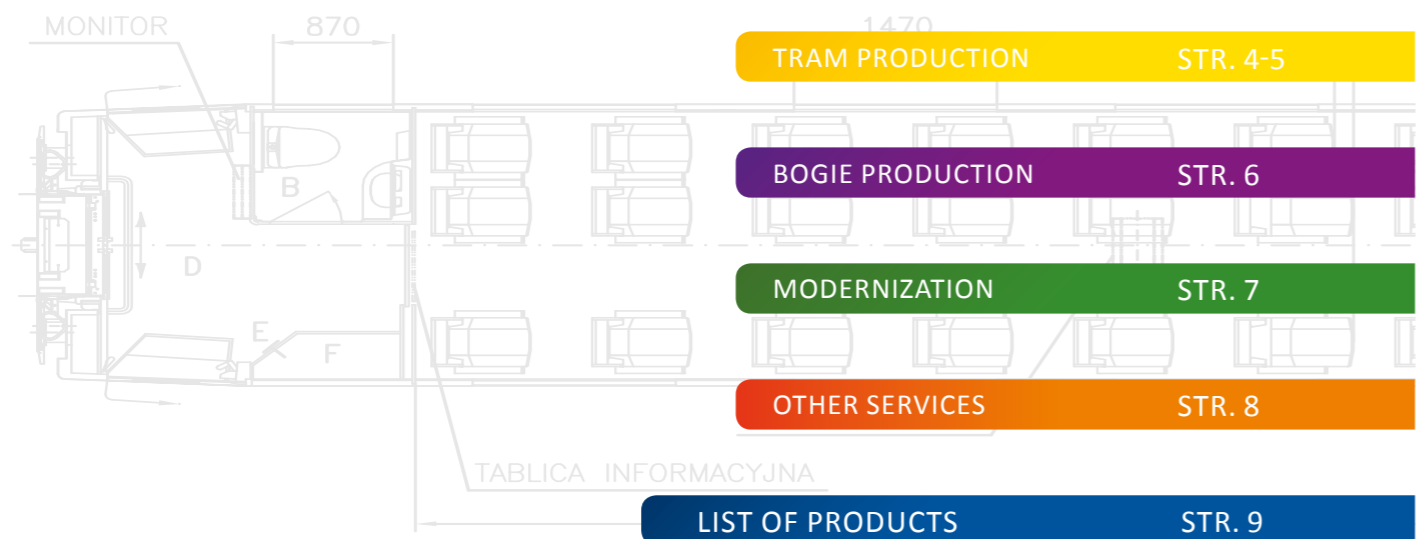 MONITOR 870 1470
TRAM PRODUCTION STR. 4-5
BOGIE PRODUCTION STR. 6
B
D
MODERNIZATION STR. 7
E
F
OTHER SERVICES STR. 8
TABLICA INFORMACYJNA
LIST OF PRODUCTS STR. 9